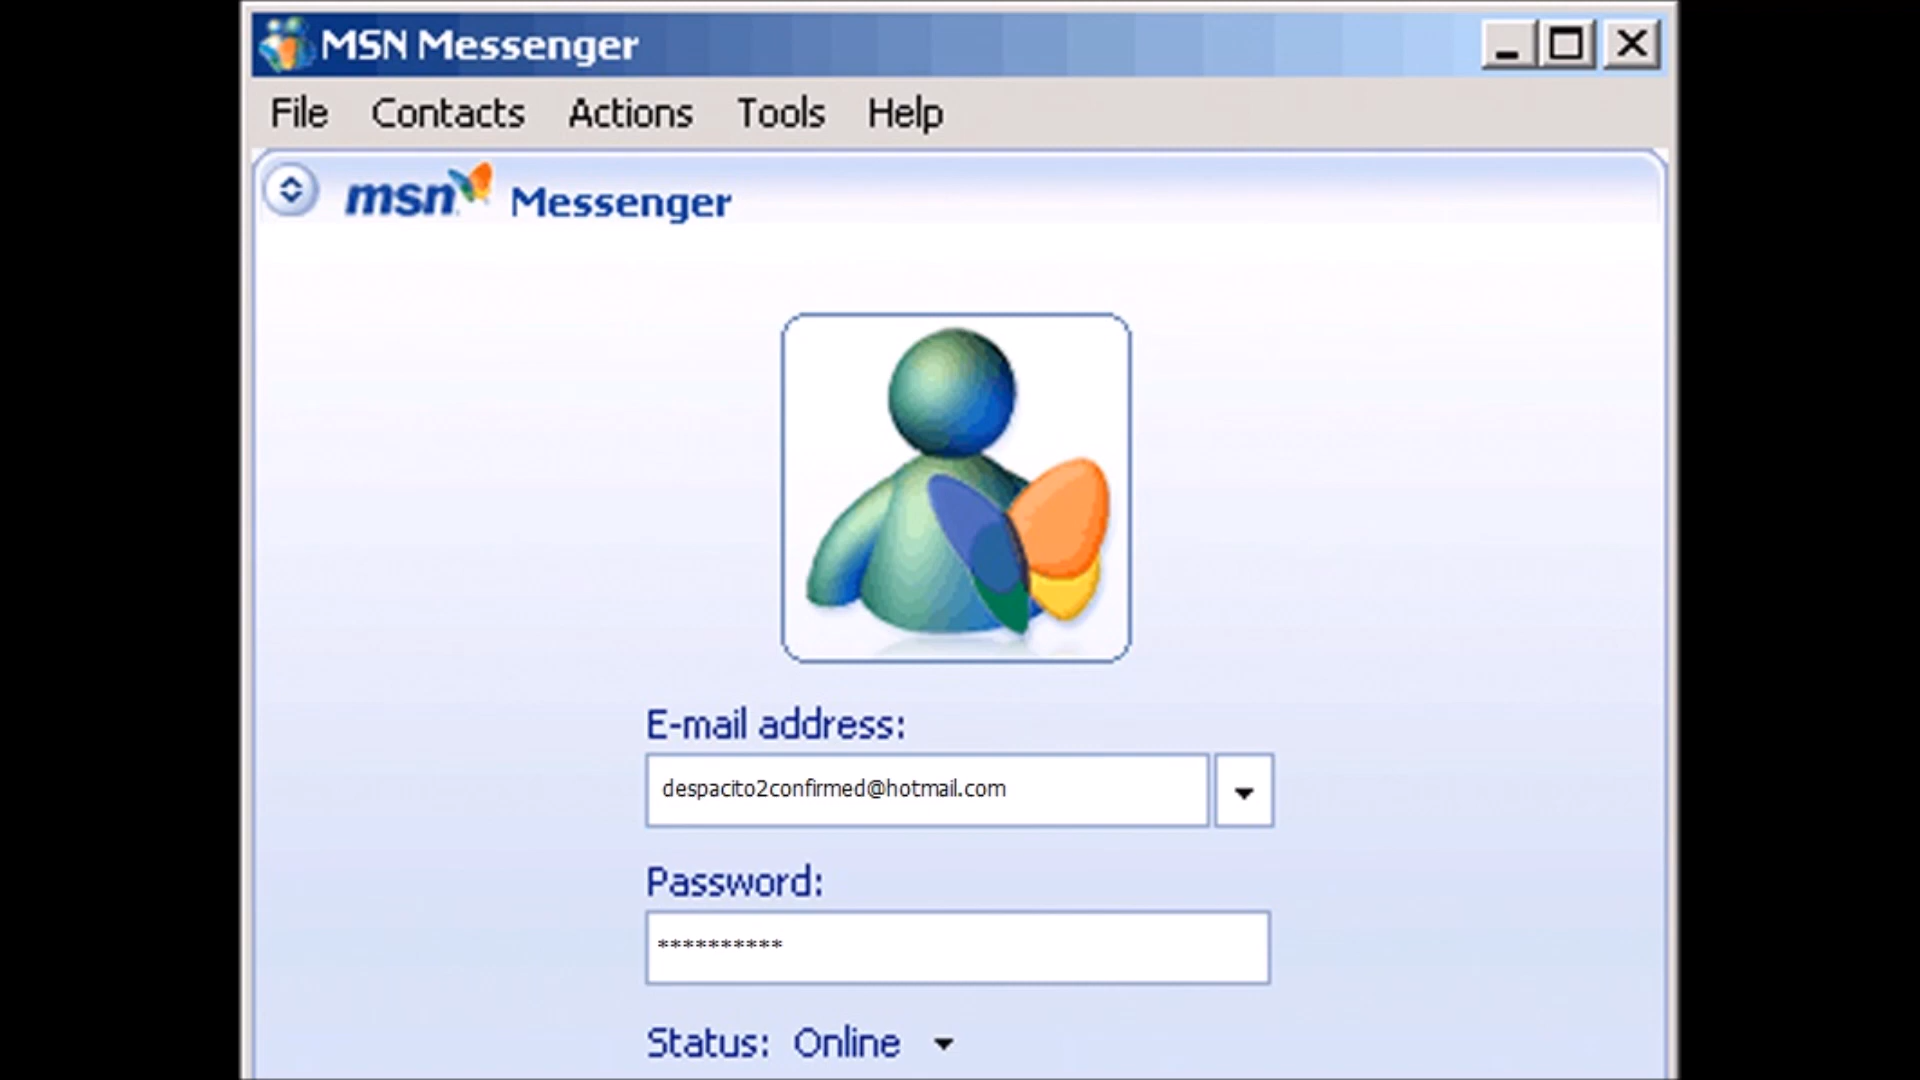 MSN Messenger
File Contacts Actions Tools Help
msn Messenger
E-mail address:
despacito2confirmed@hotmail.com
Password:
**********
Status: Online